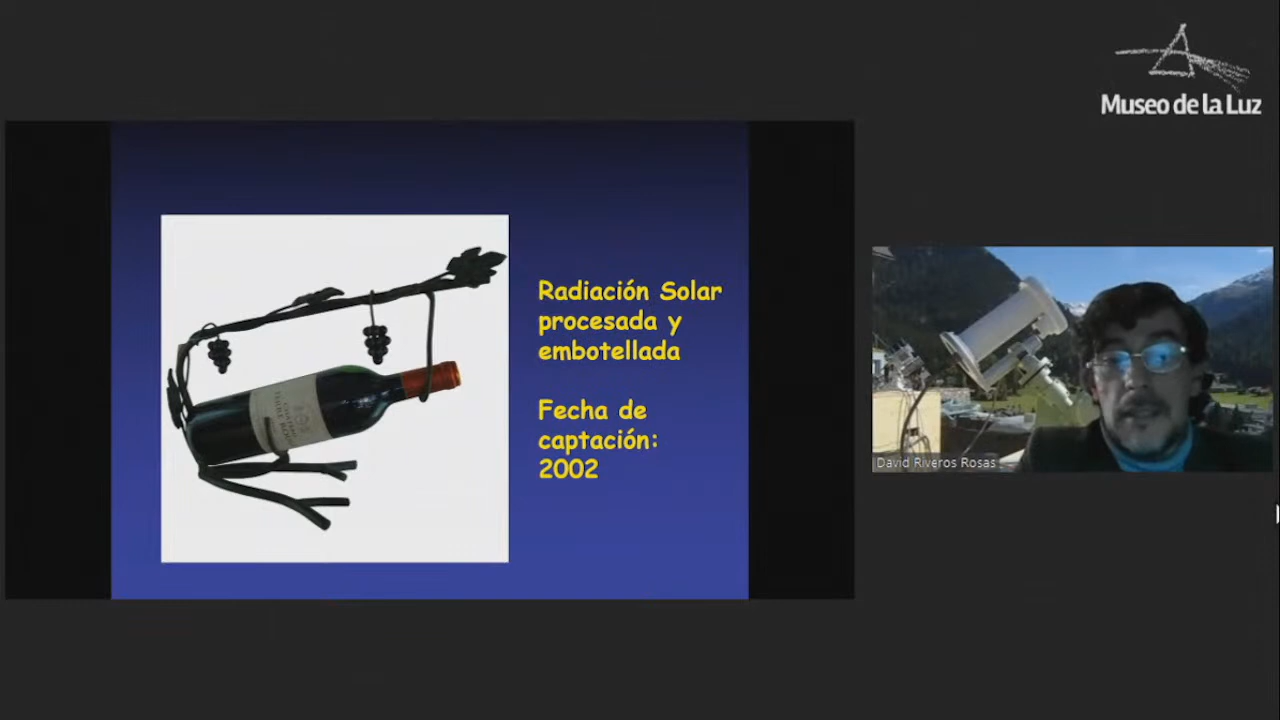 Museo de la Luz
Radiación Solar
procesada y
embotellada
Fecha de
captación:
2002
David Riveros Rosas